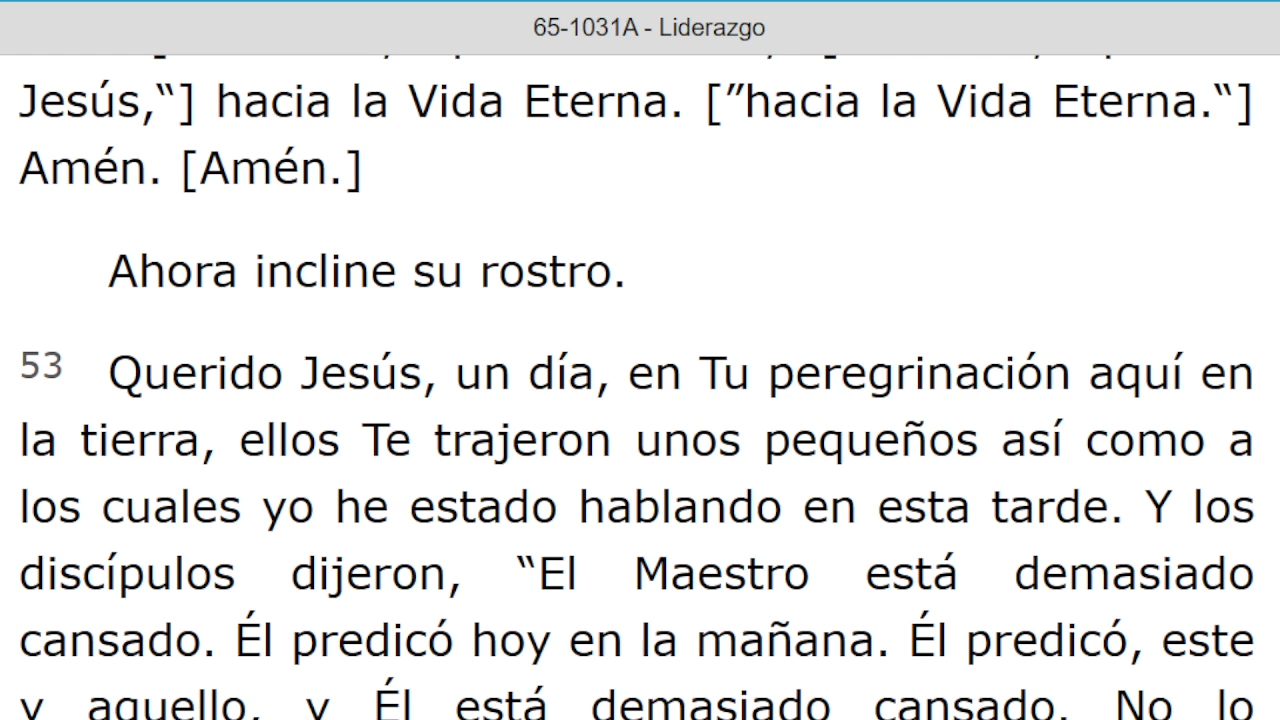 65-1031A - Liderazgo
Jesús,“] hacia la Vida Eterna. [”hacia la Vida Eterna.“]
Amén. [Amén.]
Ahora incline su rostro.
53 Querido Jesús, un día, en Tu peregrinación aquí en
la tierra, ellos Te trajeron unos pequeños así como a
los cuales yo he estado hablando en esta tarde. Y los
discípulos dijeron, “El Maestro está demasiado
cansado. Él predicó hoy en la mañana. Él predicó, este
y aquello, y Él está demasiado cansado. No lo